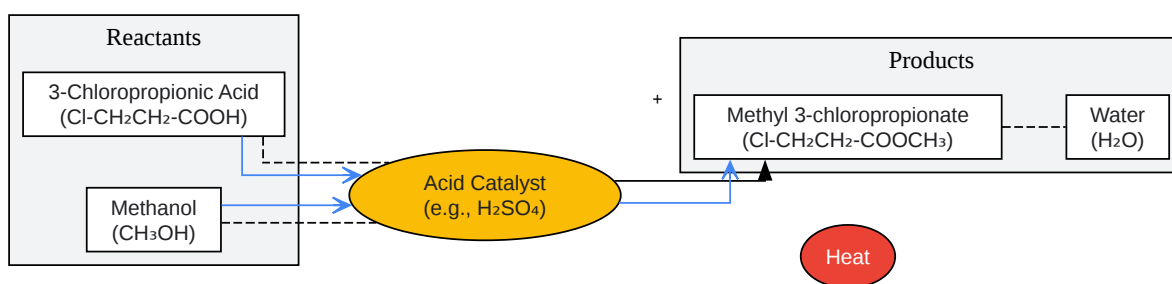 Reactants
3-Chloropropionic Acid
(Cl-CH₂CH₂-COOH)
Methanol
(CH₃OH)
Acid Catalyst
(e.g., H₂SO₄)
+
Products
Methyl 3-chloropropionate
(Cl-CH₂CH₂-COOCH₃)
Water
(H₂O)
Heat